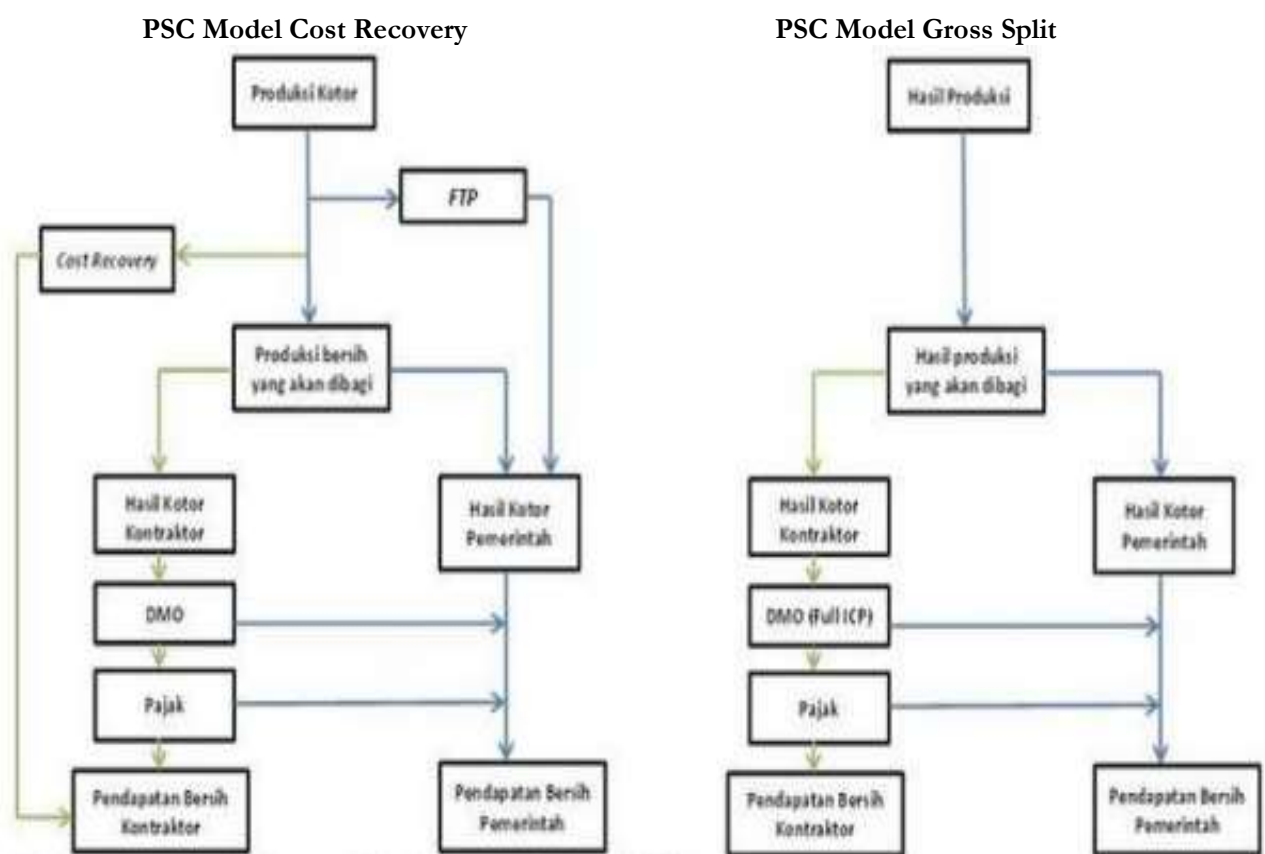 PSC Model Cost Recovery
Produksi Kotor
FTP
Cost Recovery
Produksi bersih
yang akan dibagi
Hasil Kotor
Kontraktor
Hasil Kotor
Pemerintah
DMO
Pajak
Pendapatan Bersih
Kontraktor
Pendapatan Bersih
Pemerintah
PSC Model Gross Split
Hasil Produksi
Hasil produksi
yang akan dibagi
Hasil Kotor
Kontraktor
Hasil Kotor
Pemerintah
DMO (Full ICP)
Pajak
Pendapatan Bersih
Kontraktor
Pendapatan Bersih
Pemerintah